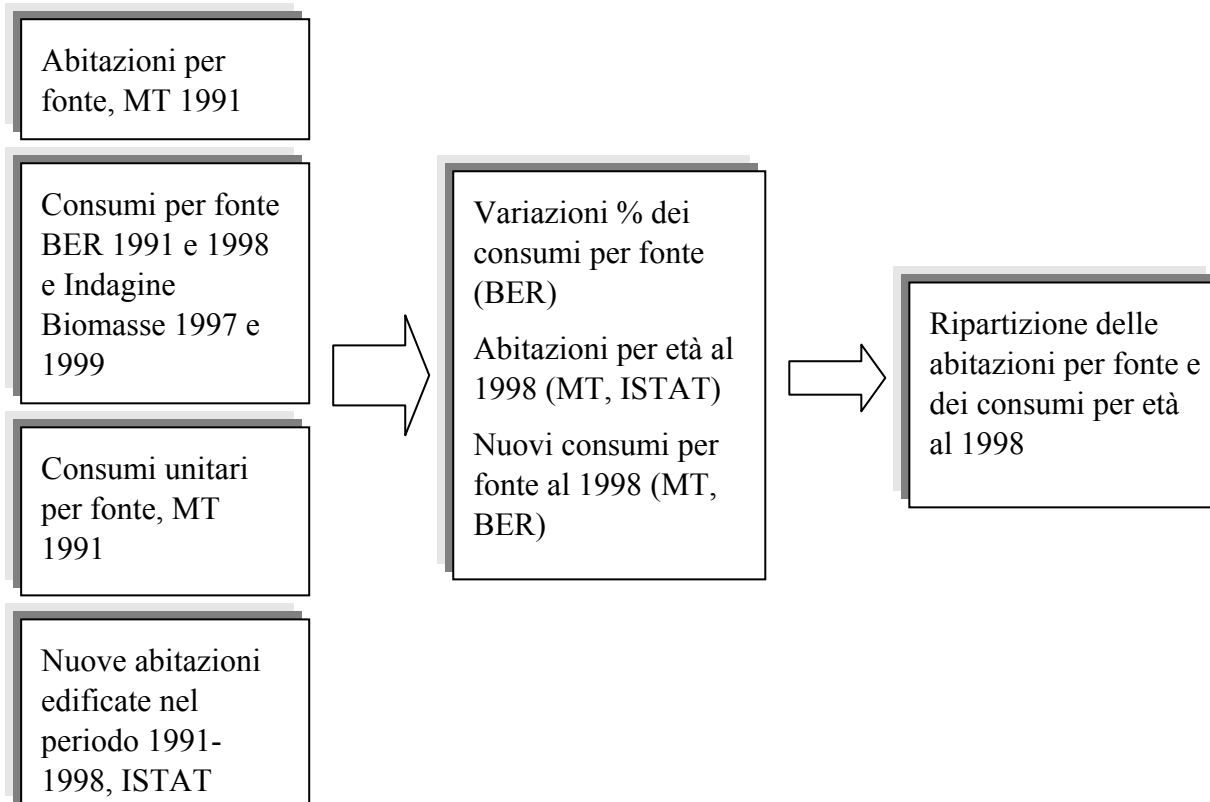 Abitazioni per
fonte, MT 1991
Consumi per fonte
BER 1991 e 1998
e Indagine
Biomasse 1997 e
1999
Consumi unitari
per fonte, MT
1991
Nuove abitazioni
edificate nel
periodo 1991-
1998, ISTAT
Variazioni % dei
consumi per fonte
(BER)
Abitazioni per età al
1998 (MT, ISTAT)
Nuovi consumi per
fonte al 1998 (MT,
BER)
Ripartizione delle
abitazioni per fonte e
dei consumi per età
al 1998